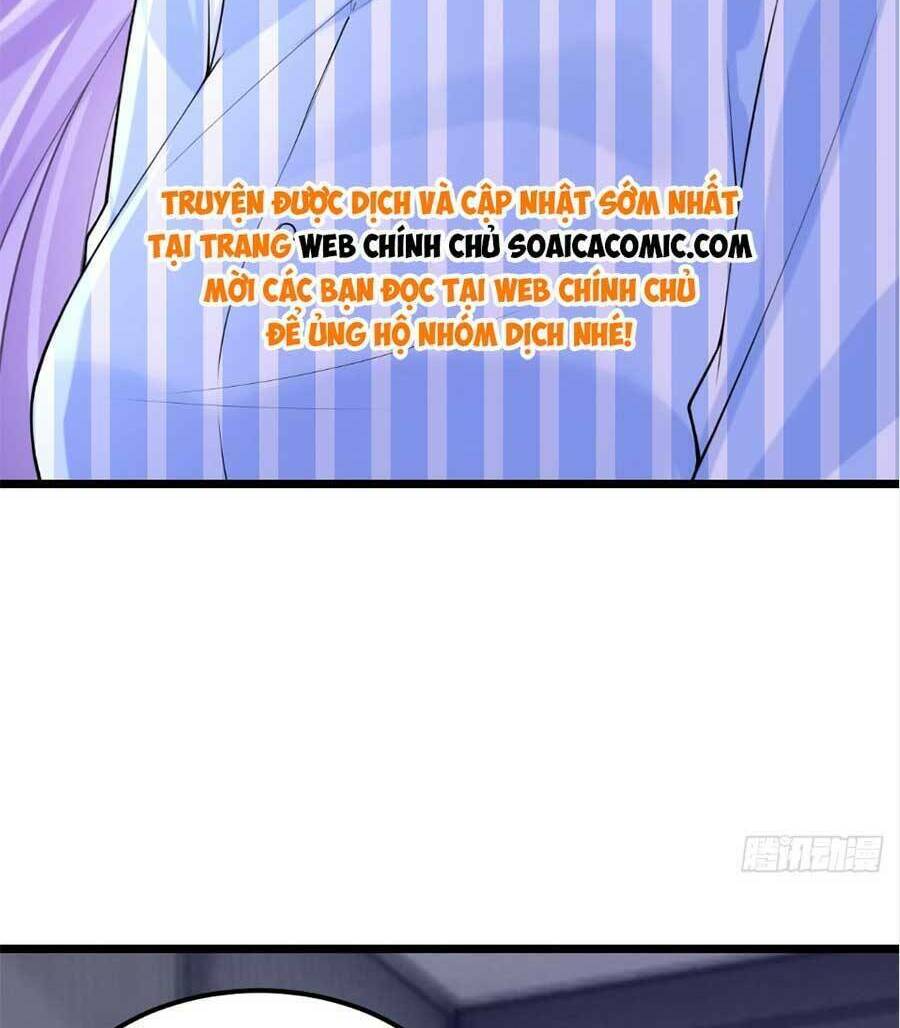 TRUYỆN ĐƯỢC DỊCH VÀ CẬP NHẬT SỚM NHẤT
TẠI TRANG WEB CHÍNH CHỦ SOAICACOMIC.COM
MỜI CÁC BẠN ĐỌC TẠI WEB CHÍNH CHỦ
ĐỂ ỦNG HỘ NHÓM DỊCH NHÉ!
腾讯动漫